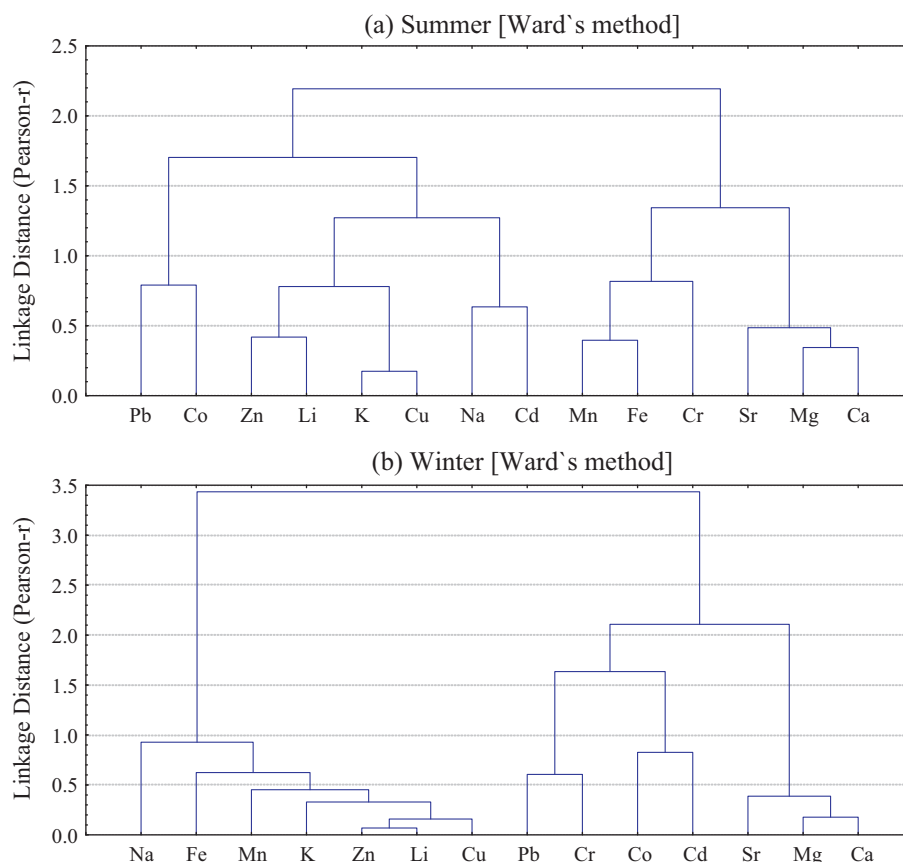 (a) Summer [Ward`s method]
Linkage Distance (Pearson-r)
2.5
2.0
1.5
1.0
0.5
0.0
Pb Co Zn Li K Cu Na Cd Mn Fe Cr Sr Mg Ca
(b) Winter [Ward`s method]
Linkage Distance (Pearson-r)
3.5
3.0
2.5
2.0
1.5
1.0
0.5
0.0
Na Fe Mn K Zn Li Cu Pb Cr Co Cd Sr Mg Ca